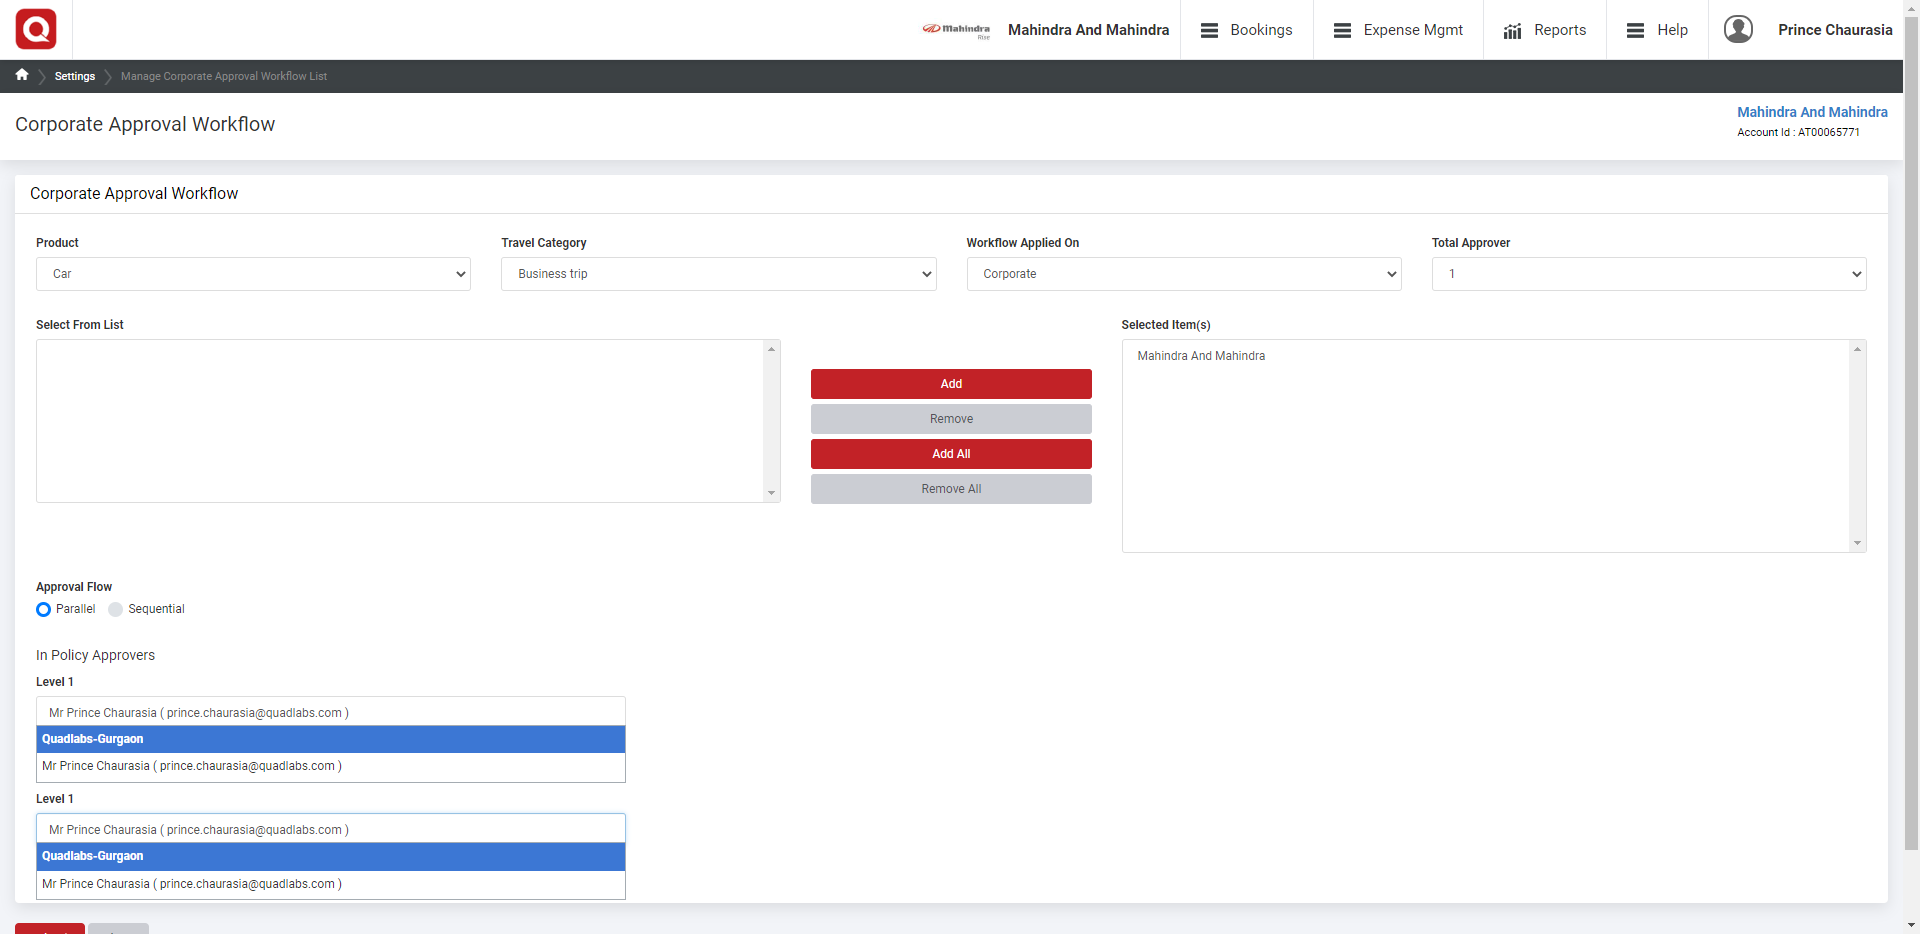 Mahindra
Rise
Mahindra And Mahindra
Bookings
Expense Mgmt
Reports
Help
Prince Chaurasia
Settings
Manage Corporate Approval Workflow List
Corporate Approval Workflow
Mahindra And Mahindra
Account Id : AT00065771
Corporate Approval Workflow
Product
Travel Category
Workflow Applied On
Total Approver
Car
Business trip
Corporate
1
Select From List
Selected Item(s)
Mahindra And Mahindra
Add
Remove
Add All
Remove All
Approval Flow
Parallel
Sequential
In Policy Approvers
Level 1
Mr Prince Chaurasia ( prince.chaurasia@quadlabs.com )
Quadlabs-Gurgaon
Mr Prince Chaurasia ( prince.chaurasia@quadlabs.com )
Level 1
Mr Prince Chaurasia ( prince.chaurasia@quadlabs.com )
Quadlabs-Gurgaon
Mr Prince Chaurasia ( prince.chaurasia@quadlabs.com )